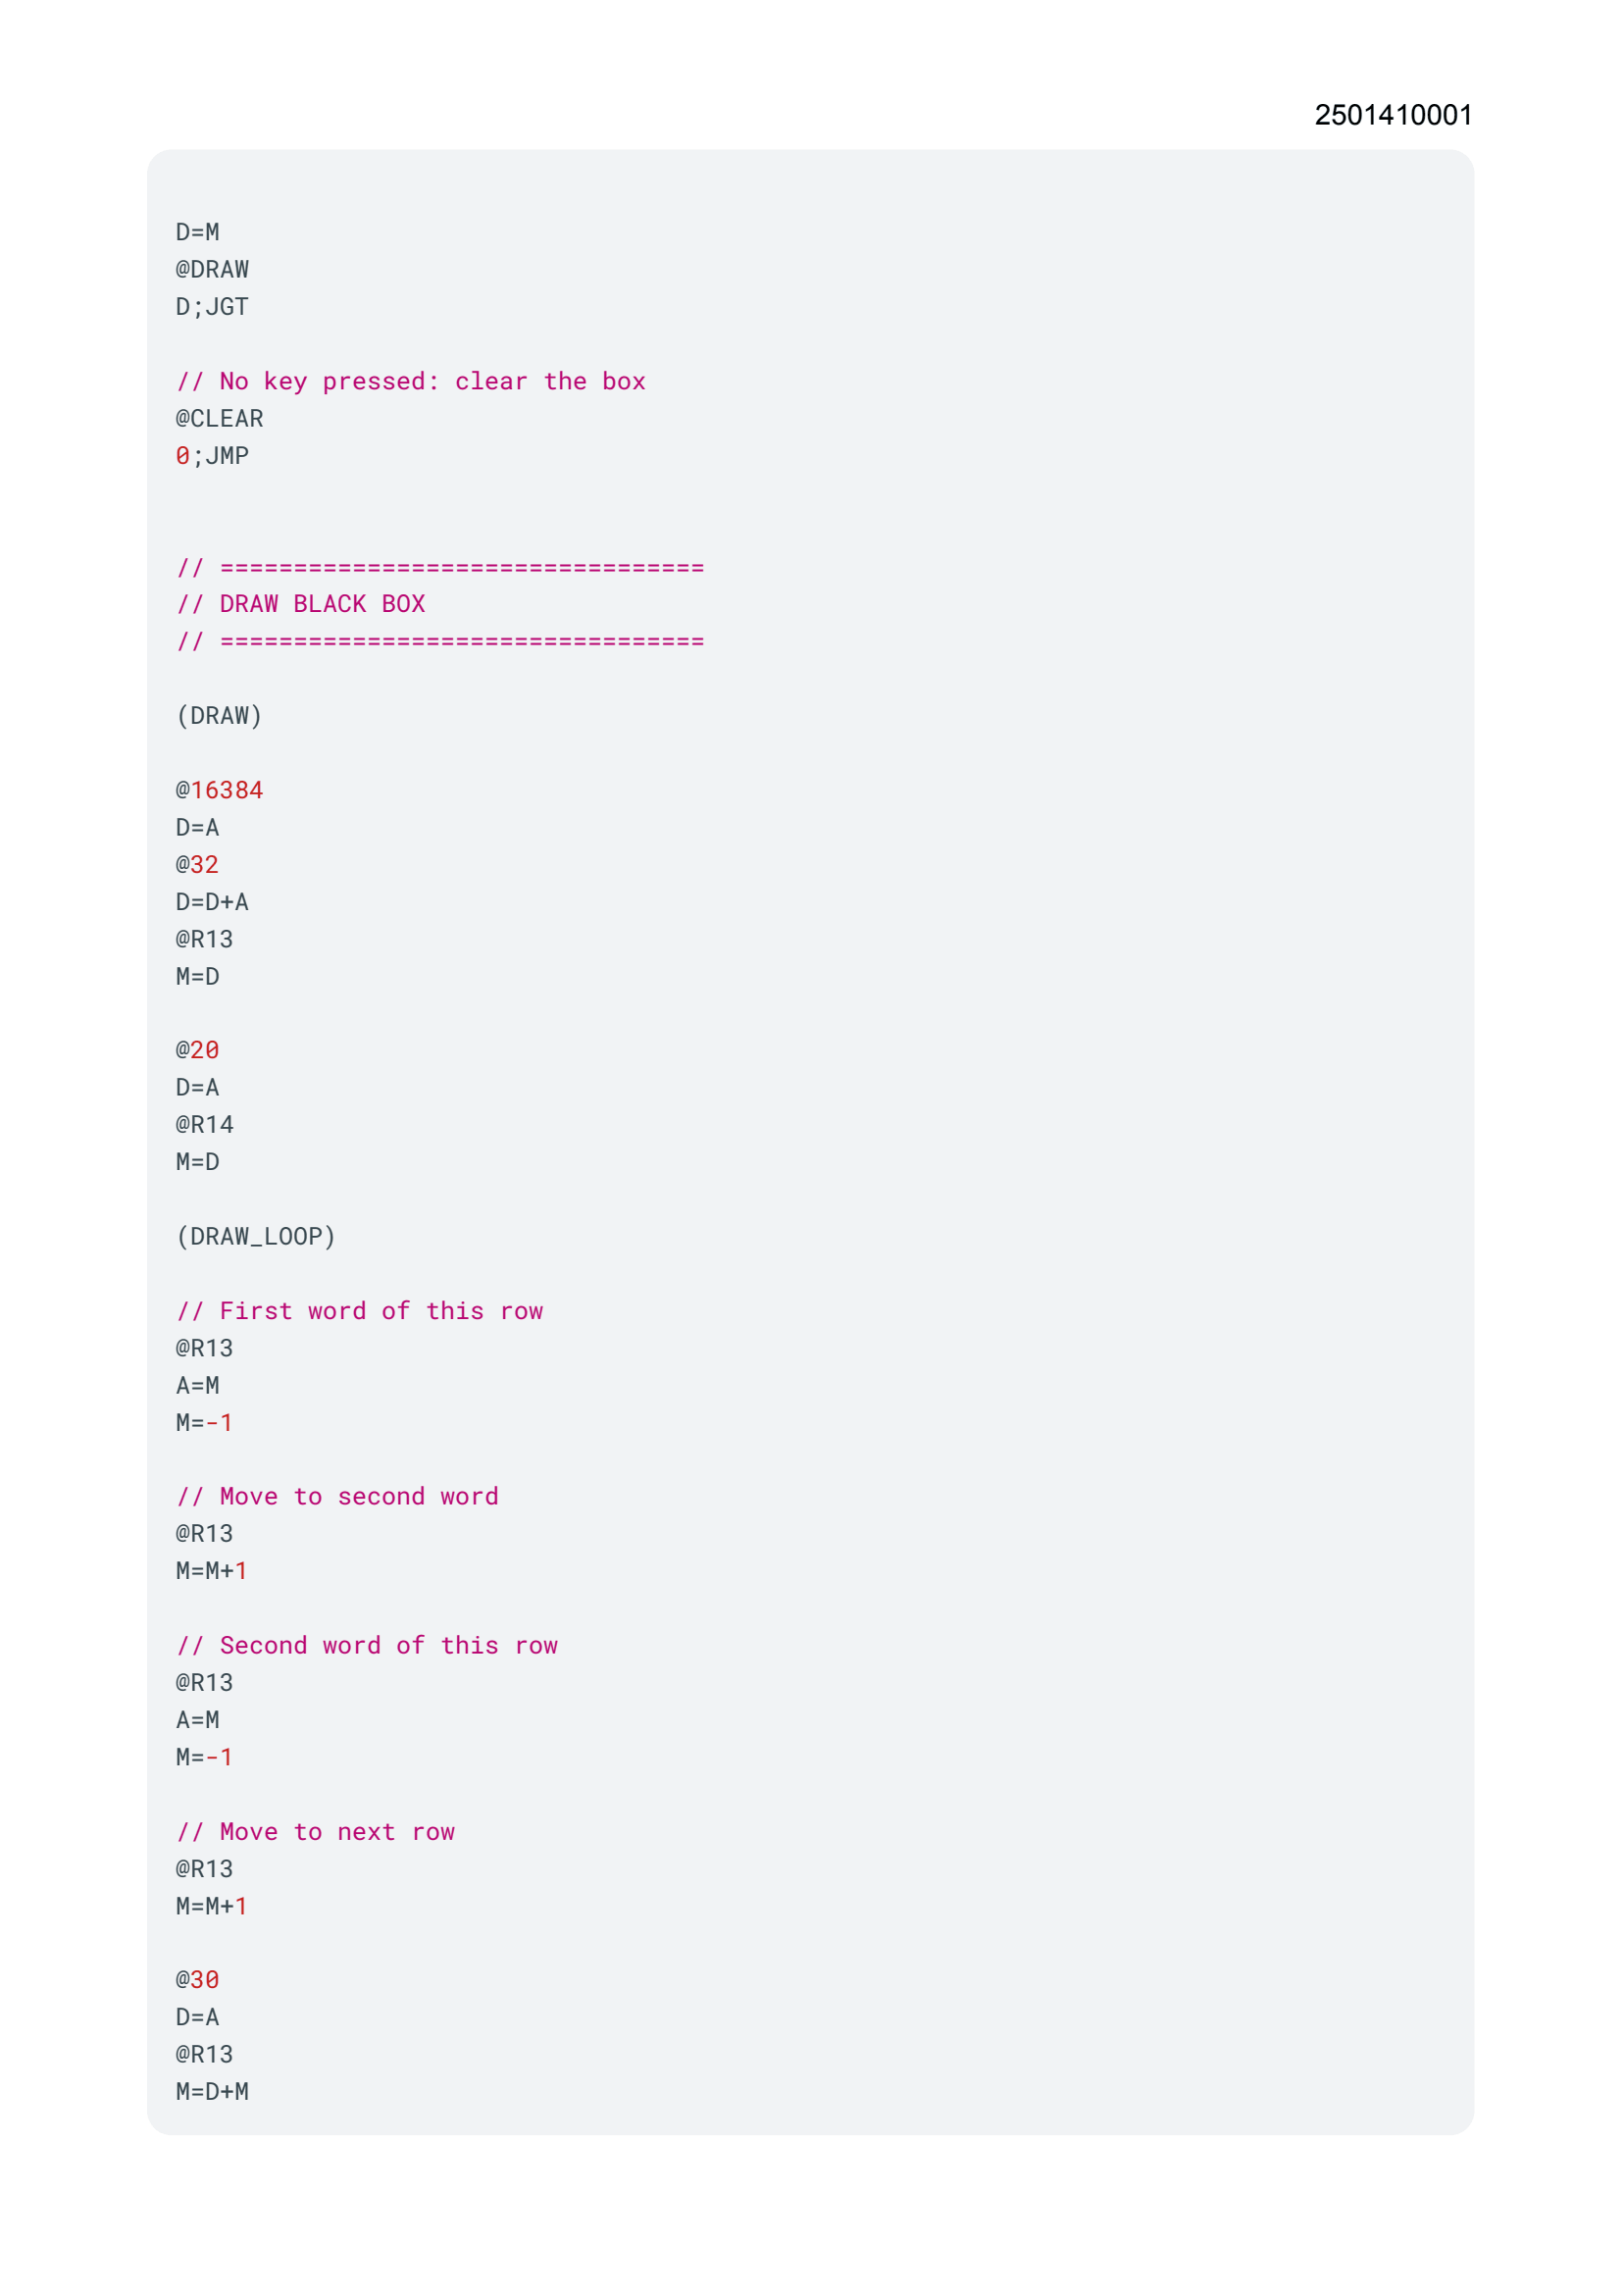 2501410001
D=M
@DRAW
D;JGT
// No key pressed: clear the box
@CLEAR
0;JMP
// =================================
// DRAW BLACK BOX
// =================================
(DRAW)
@16384
D=A
@32
D=D+A
@R13
M=D
@20
D=A
@R14
M=D
(DRAW_LOOP)
// First word of this row
@R13
A=M
M=-1
// Move to second word
@R13
M=M+1
// Second word of this row
@R13
A=M
M=-1
// Move to next row
@R13
M=M+1
@30
D=A
@R13
M=D+M